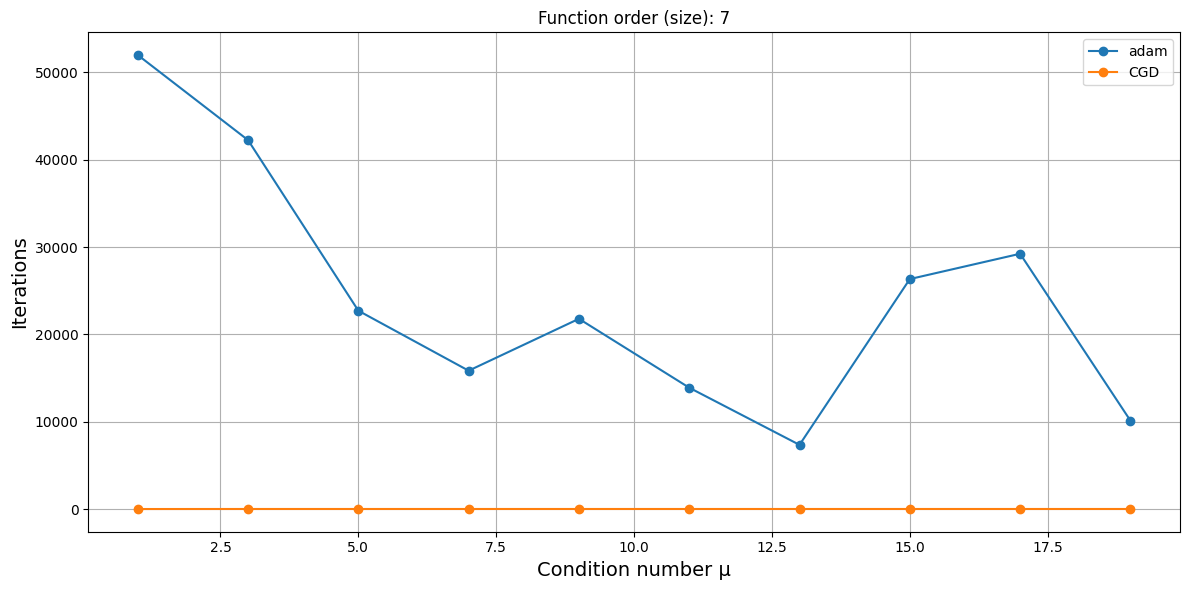 Function order (size): 7
adam
CGD
Iterations
50000
40000
30000
20000
10000
0
2.5 5.0 7.5 10.0 12.5 15.0 17.5
Condition number μ